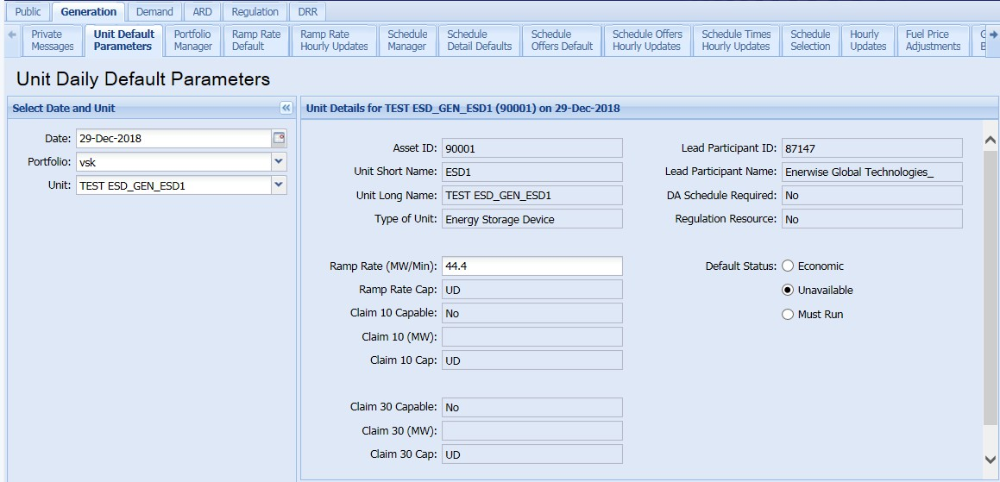 Public Generation Demand ARD Regulation DRR
Private Messages
Unit Default Parameters
Portfolio Manager
Ramp Rate Default
Ramp Rate Hourly Updates
Schedule Manager
Schedule Detail Defaults
Schedule Offers Default
Schedule Offers Hourly Updates
Schedule Times Hourly Updates
Schedule Selection
Hourly Updates
Fuel Price Adjustments
Unit Daily Default Parameters
Select Date and Unit
Date: 29-Dec-2018
Portfolio: vsk
Unit: TEST ESD_GEN_ESD1
Unit Details for TEST ESD_GEN_ESD1 (90001) on 29-Dec-2018
Asset ID: 90001
Unit Short Name: ESD1
Unit Long Name: TEST ESD_GEN_ESD1
Type of Unit: Energy Storage Device
Lead Participant ID: 87147
Lead Participant Name: Enerwise Global Technologies_
DA Schedule Required: No
Regulation Resource: No
Ramp Rate (MW/Min): 44.4
Ramp Rate Cap: UD
Claim 10 Capable: No
Claim 10 (MW):
Claim 10 Cap: UD
Claim 30 Capable: No
Claim 30 (MW):
Claim 30 Cap: UD
Default Status: Economic
Unavailable
Must Run